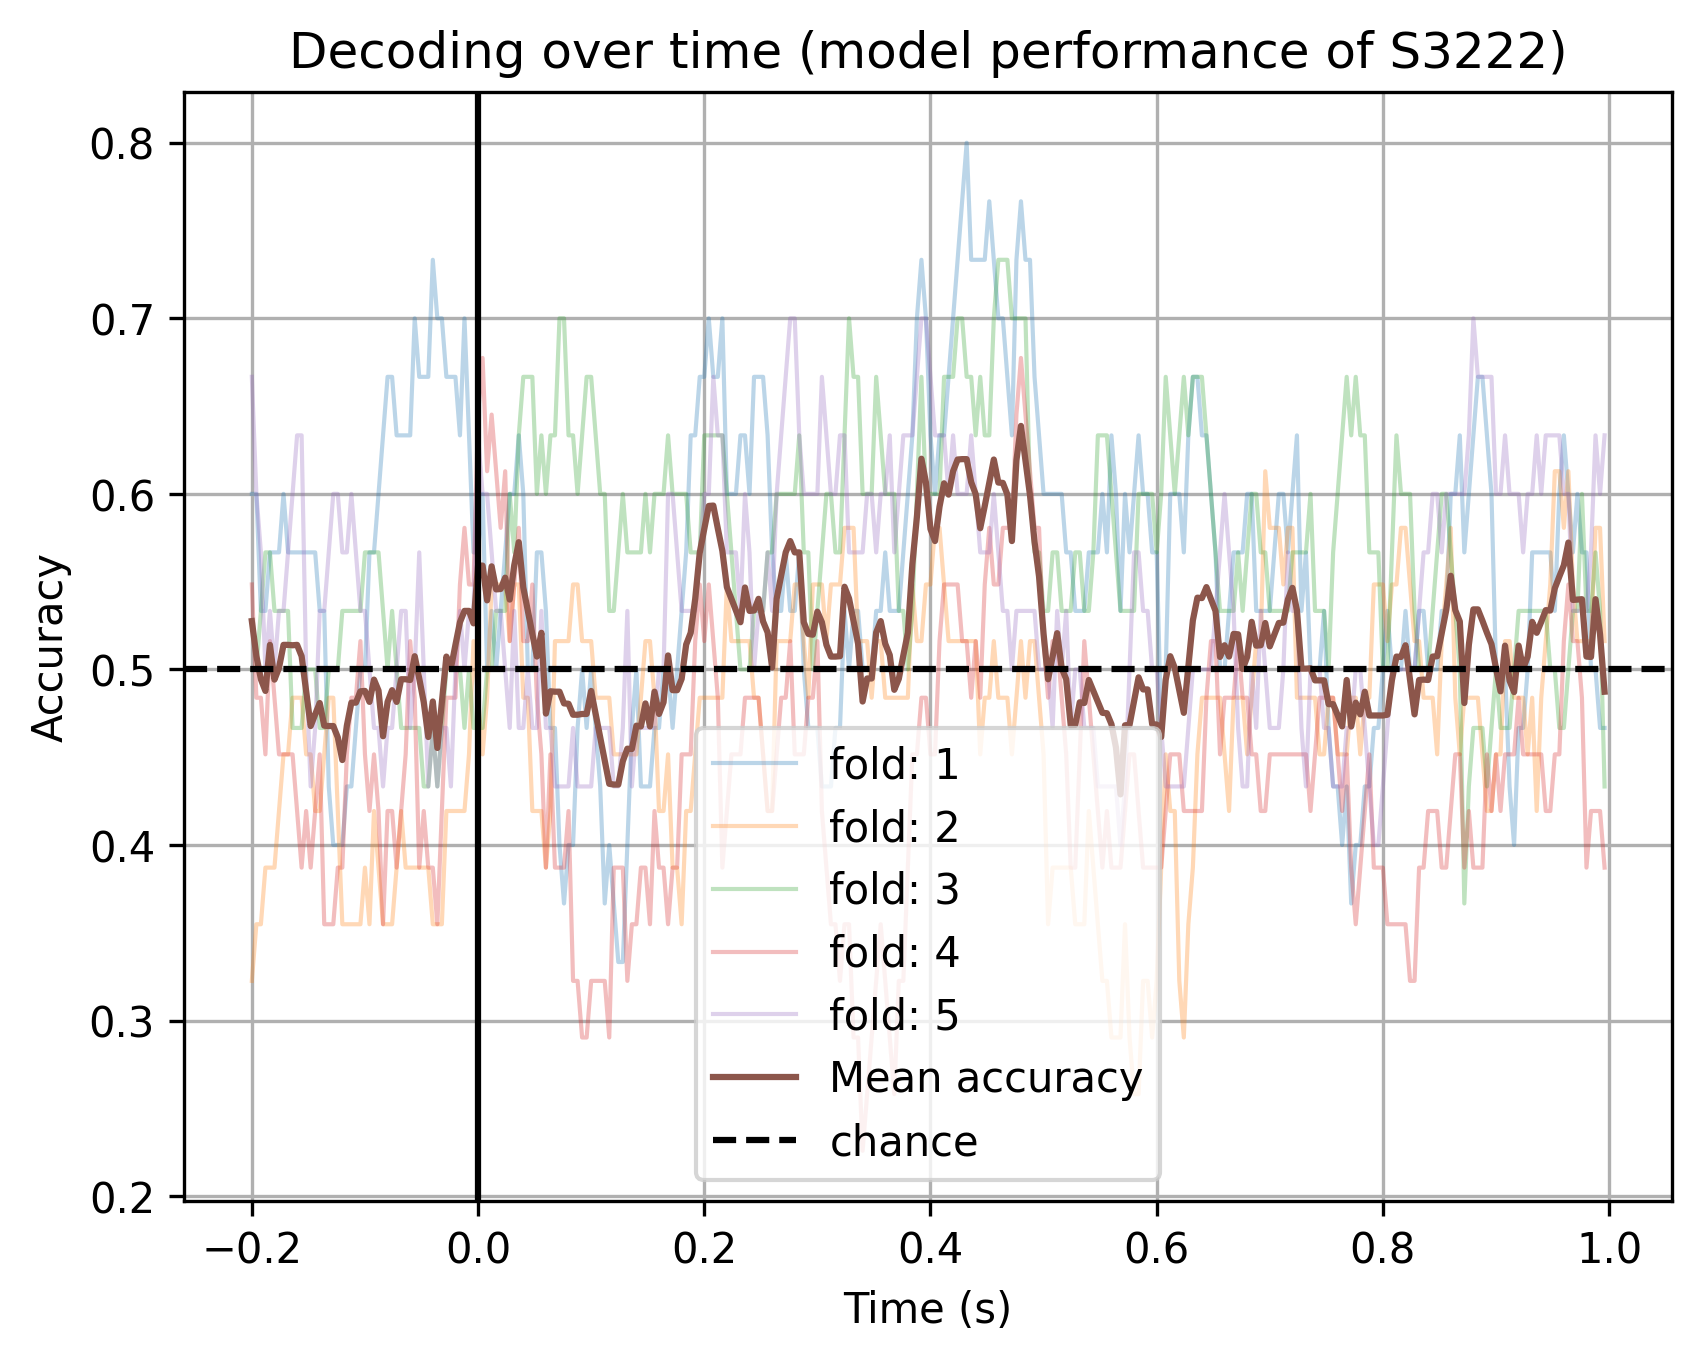 Decoding over time (model performance of S3222)
Accuracy
0.8
0.7
0.6
0.5
0.4
0.3
0.2
fold: 1
fold: 2
fold: 3
fold: 4
fold: 5
Mean accuracy
chance
−0.2 0.0 0.2 0.4 0.6 0.8 1.0
Time (s)